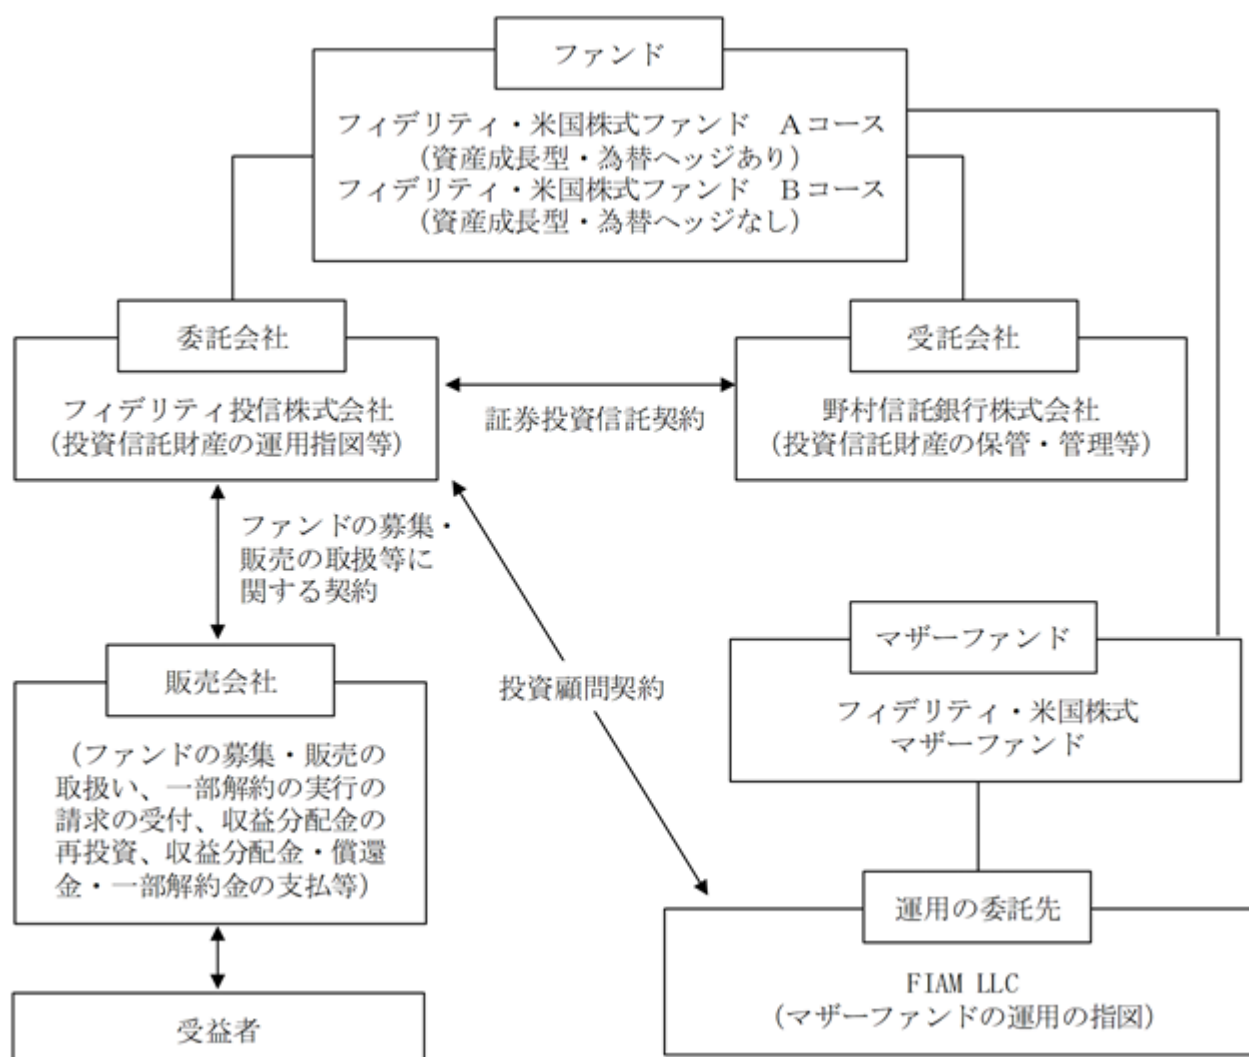 ファンド
フィデリティ・米国株式ファンド　Aコース
（資産成長型・為替ヘッジあり）
フィデリティ・米国株式ファンド　Bコース
（資産成長型・為替ヘッジなし）
委託会社
フィデリティ投信株式会社
（投資信託財産の運用指図等）
証券投資信託契約
受託会社
野村信託銀行株式会社
（投資信託財産の保管・管理等）
ファンドの募集・
販売の取扱等に
関する契約
投資顧問契約
マザーファンド
フィデリティ・米国株式
マザーファンド
販売会社
（ファンドの募集・販売の
取扱い、一部解約の実行の
請求の受付、収益分配金の
再投資、収益分配金・償還
金・一部解約金の支払等）
運用の委託先
FIAM LLC
（マザーファンドの運用の指図）
受益者